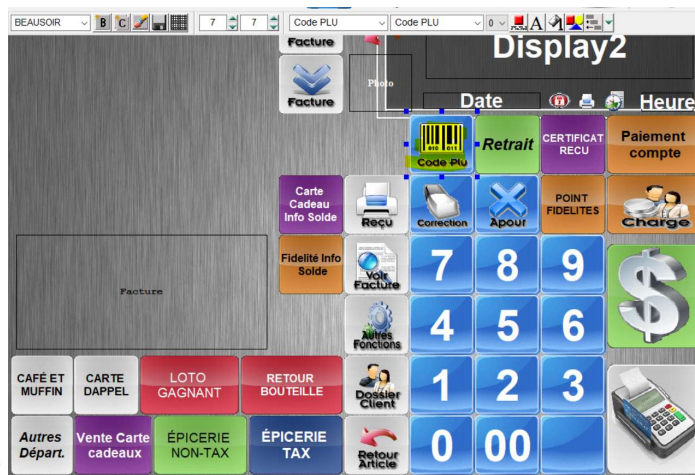 BEAUSOIR B C 7 7 Code PLU Code PLU 0 A
Facture
Display2
Photo
Facture
Date Heure
010 011
Code Plu
Retrait
CERTIFICAT
RECU
Paiement
compte
Carte
Cadeau
Info Solde
Reçu
Correction
Apour
POINT
FIDELITES
Charge
Fidelité Info
Solde
Voir
Facture
7 8 9
$
Facture
Autres
Fonctions
4 5 6
CAFÉ ET
MUFFIN
CARTE
DAPPEL
LOTO
GAGNANT
RETOUR
BOUTEILLE
Dossier
Client
1 2 3
Autres
Départ.
Vente Carte
cadeaux
ÉPICERIE
NON-TAX
ÉPICERIE
TAX
Retour
Article
0 00